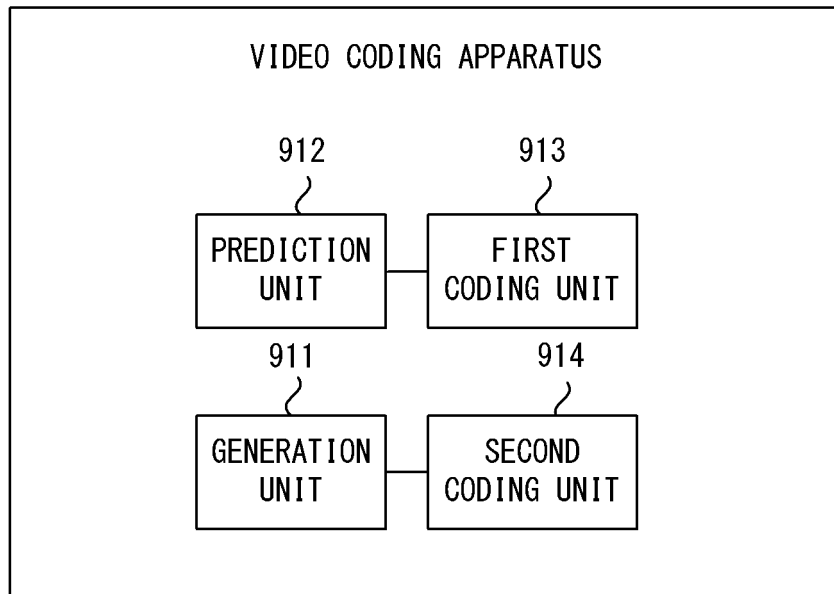 VIDEO CODING APPARATUS
912
913
PREDICTION
UNIT
FIRST
CODING UNIT
911
914
GENERATION
UNIT
SECOND
CODING UNIT